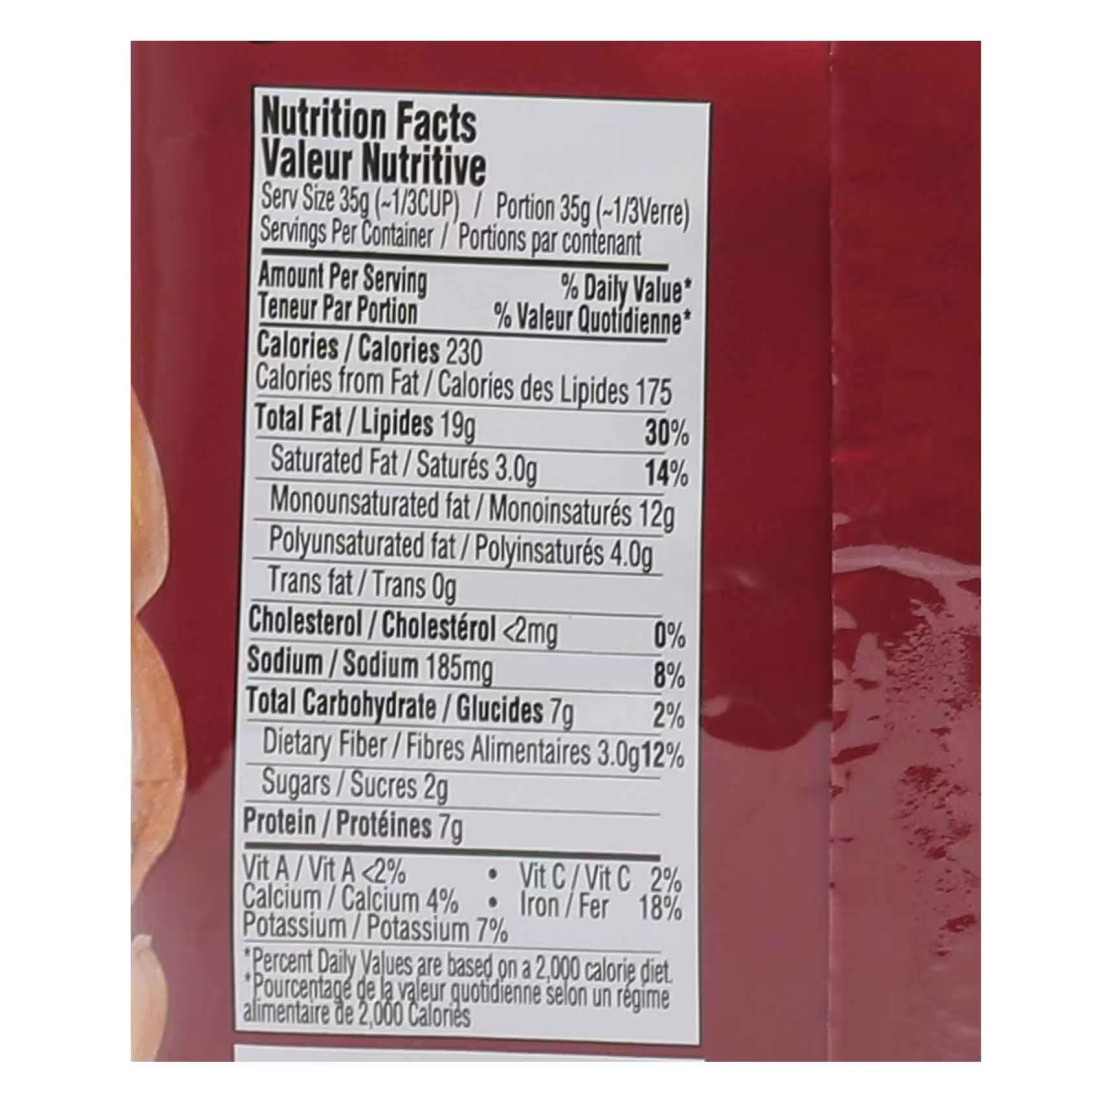 Nutrition Facts
Valeur Nutritive
Serv Size 35g (~1/3CUP) / Portion 35g (~1/3Verre)
Servings Per Container / Portions par contenant
Amount Per Serving % Daily Value*
Teneur Par Portion % Valeur Quotidienne*
Calories / Calories 230
Calories from Fat / Calories des Lipides 175
Total Fat / Lipides 19g 30%
Saturated Fat / Saturés 3.0g 14%
Monounsaturated fat / Monoinsaturés 12g
Polyunsaturated fat / Polyinsaturés 4.0g
Trans fat / Trans 0g
Cholesterol / Cholestérol <2mg 0%
Sodium / Sodium 185mg 8%
Total Carbohydrate / Glucides 7g 2%
Dietary Fiber / Fibres Alimentaires 3.0g12%
Sugars / Sucres 2g
Protein / Protéines 7g
Vit A / Vit A <2% • Vit C / Vit C 2%
Calcium / Calcium 4% • Iron / Fer 18%
Potassium / Potassium 7%
*Percent Daily Values are based on a 2,000 calorie diet.
*Pourcentage de la valeur quotidienne selon un régime
alimentaire de 2,000 Calories